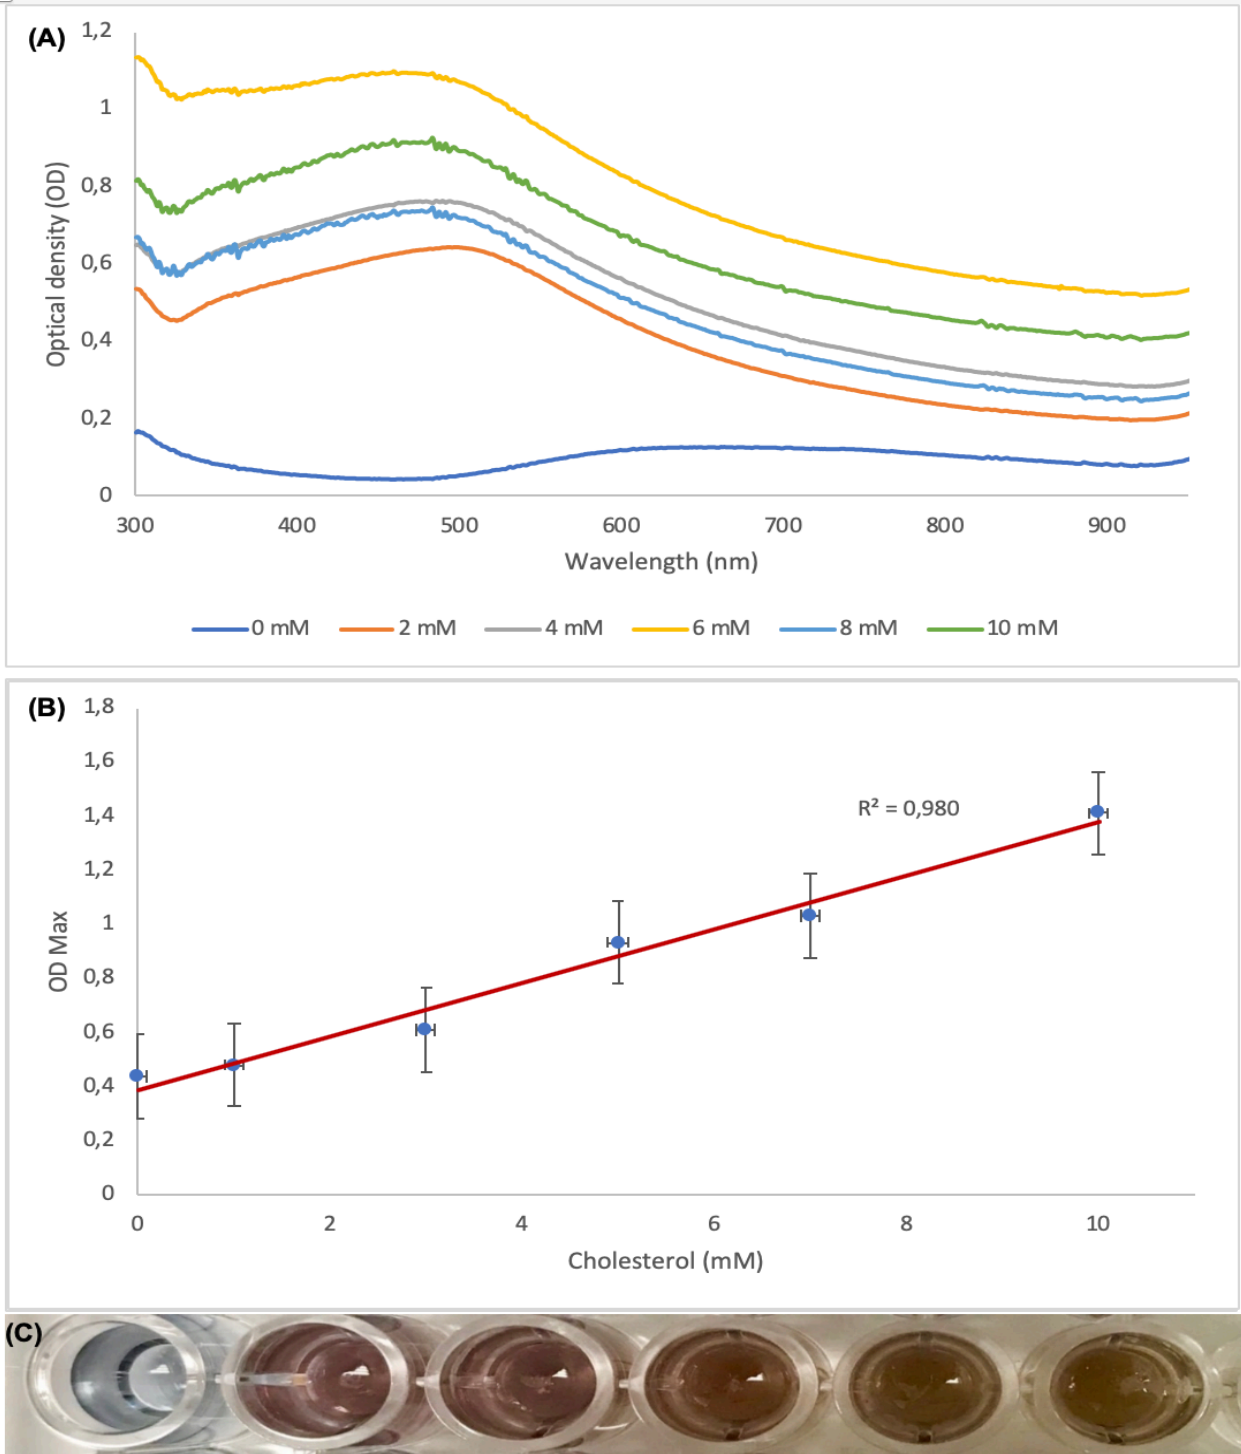 (A)
1,2
1
0,8
0,6
0,4
0,2
0
Optical density (OD)
300 400 500 600 700 800 900
Wavelength (nm)
0 mM 2 mM 4 mM 6 mM 8 mM 10 mM
(B)
1,8
1,6
1,4
1,2
1
0,8
0,6
0,4
0,2
0
OD Max
R² = 0,980
0 2 4 6 8 10
Cholesterol (mM)
(C)